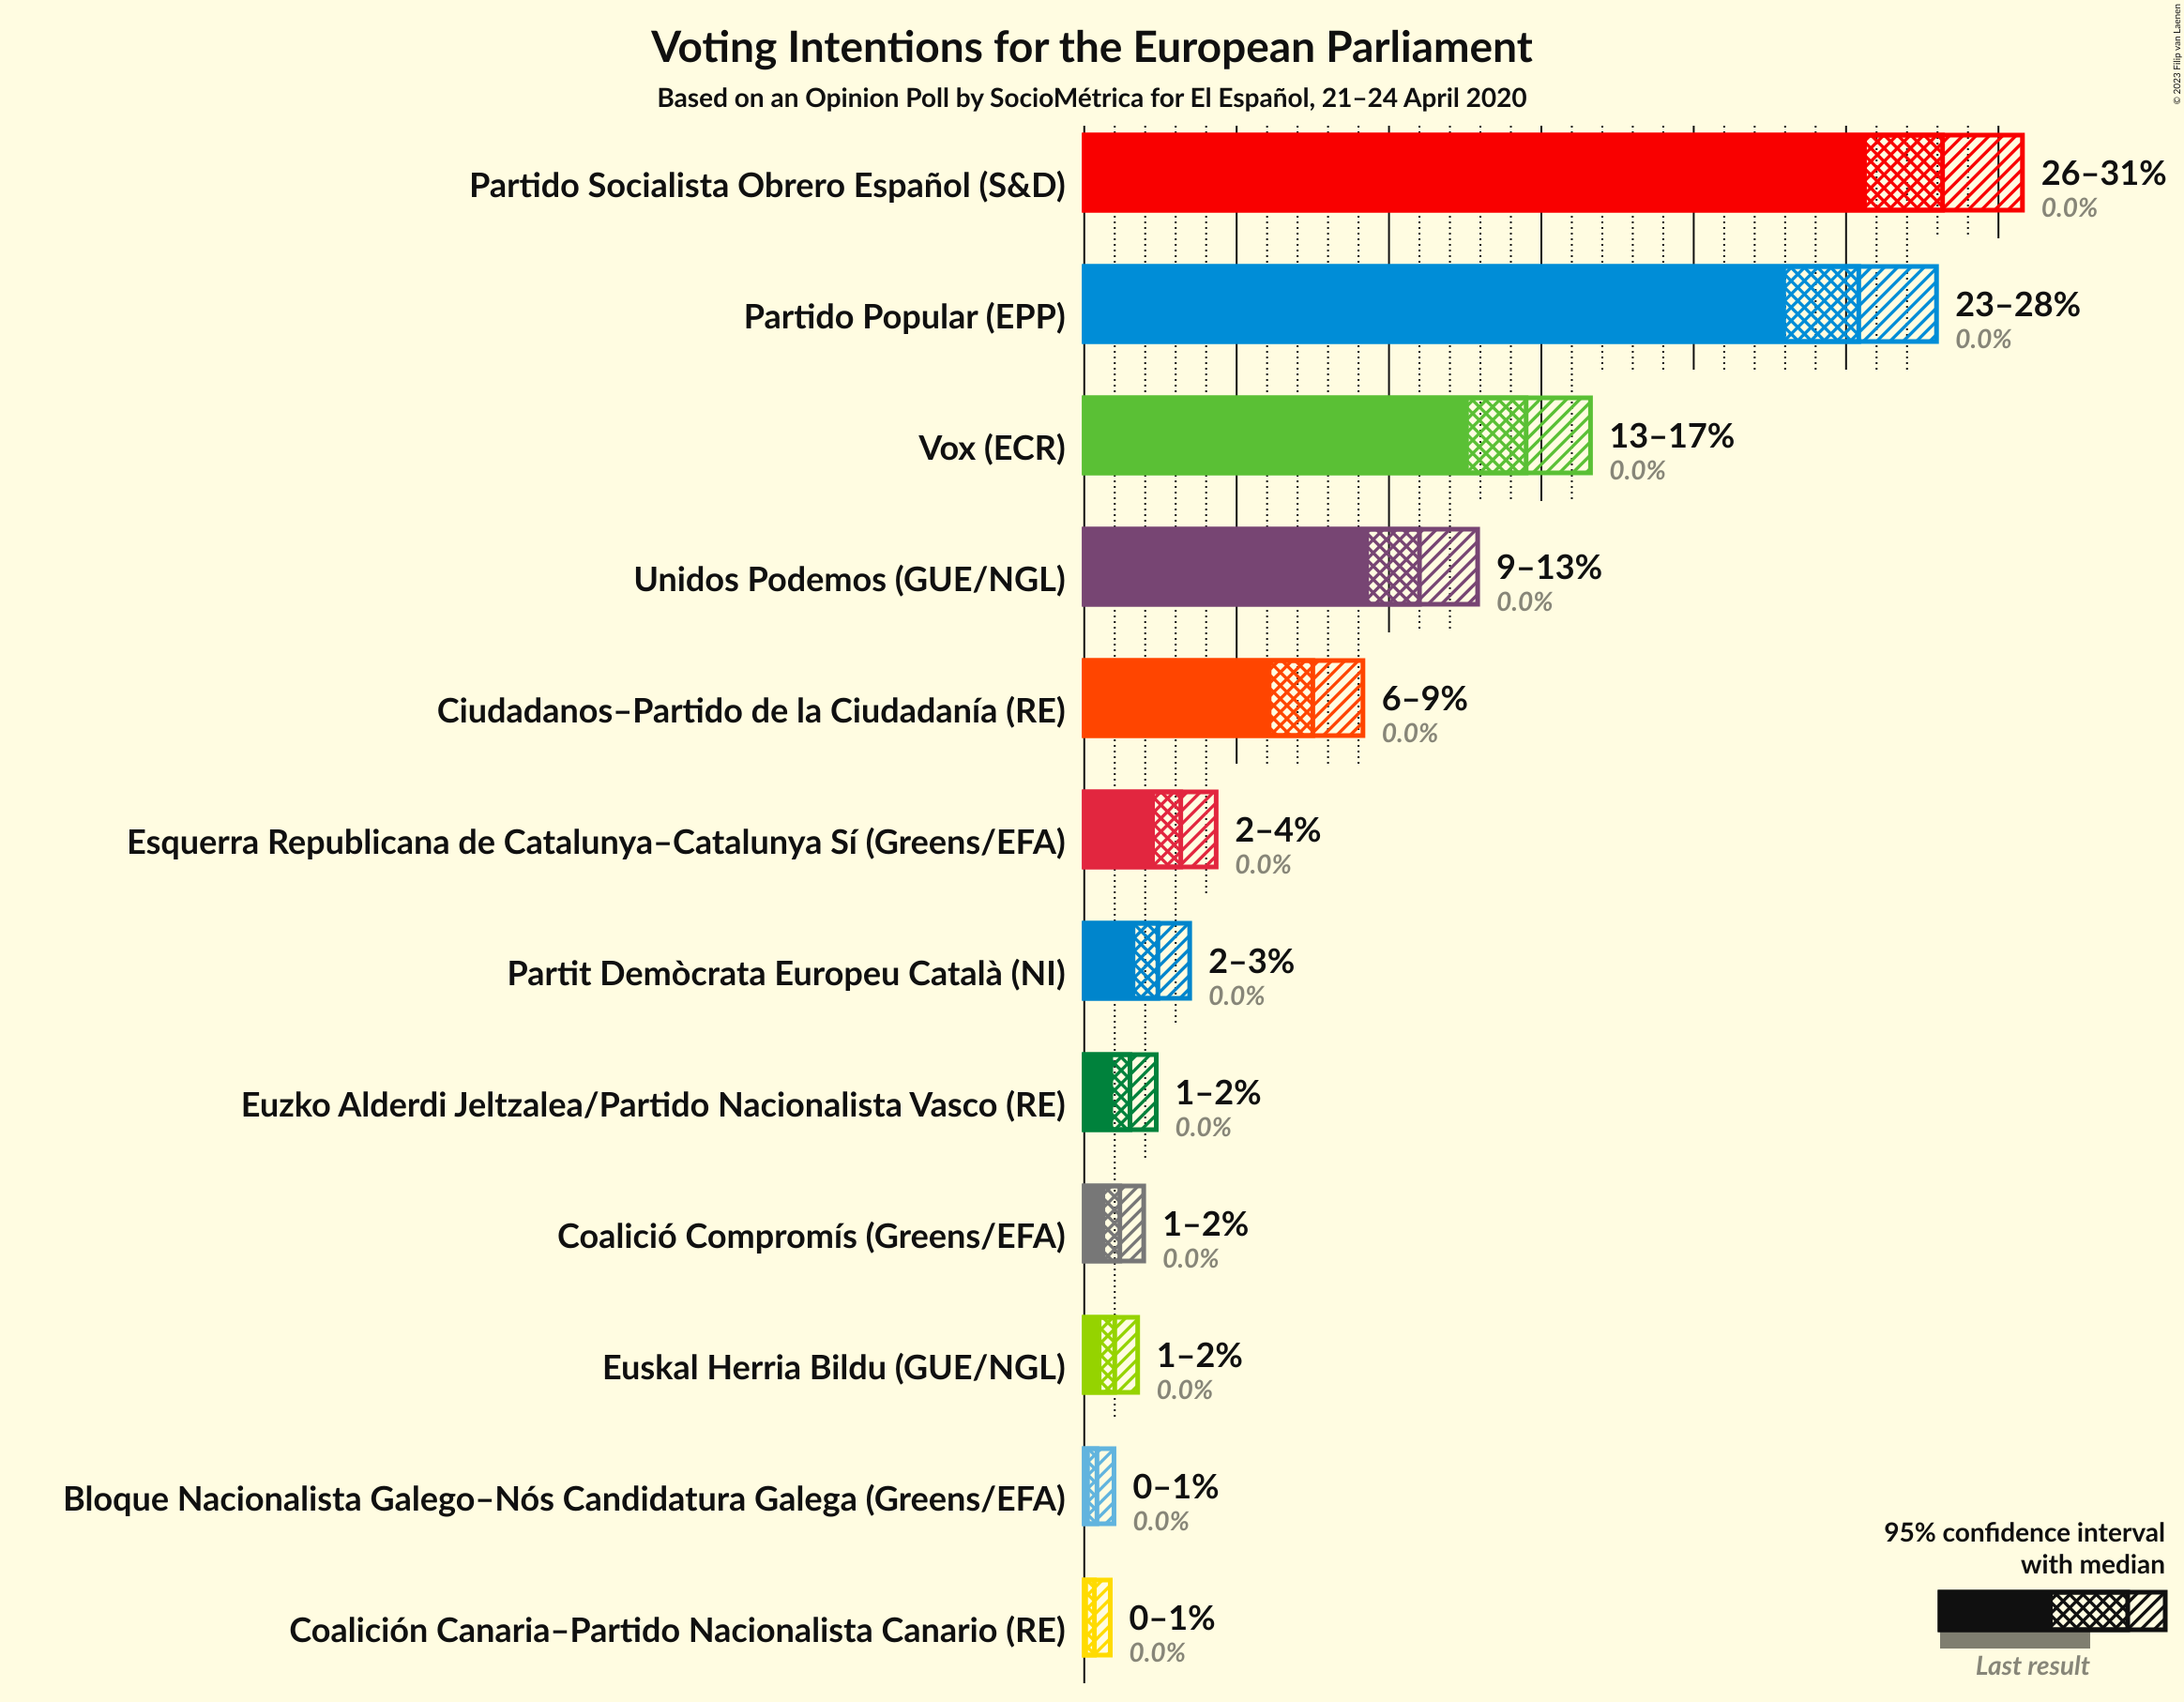 © 2023 Filip van Laenen
Voting Intentions for the European Parliament
Based on an Opinion Poll by SocioMétrica for El Español, 21–24 April 2020
Partido Socialista Obrero Español (S&D)
26–31%
0.0%
Partido Popular (EPP)
23–28%
0.0%
Vox (ECR)
13–17%
0.0%
Unidos Podemos (GUE/NGL)
9–13%
0.0%
Ciudadanos–Partido de la Ciudadanía (RE)
6–9%
0.0%
Esquerra Republicana de Catalunya–Catalunya Sí (Greens/EFA)
2–4%
0.0%
Partit Demòcrata Europeu Català (NI)
2–3%
0.0%
Euzko Alderdi Jeltzalea/Partido Nacionalista Vasco (RE)
1–2%
0.0%
Coalició Compromís (Greens/EFA)
1–2%
0.0%
Euskal Herria Bildu (GUE/NGL)
1–2%
0.0%
Bloque Nacionalista Galego–Nós Candidatura Galega (Greens/EFA)
0–1%
0.0%
Coalición Canaria–Partido Nacionalista Canario (RE)
0–1%
0.0%
95% confidence interval
with median
Last result